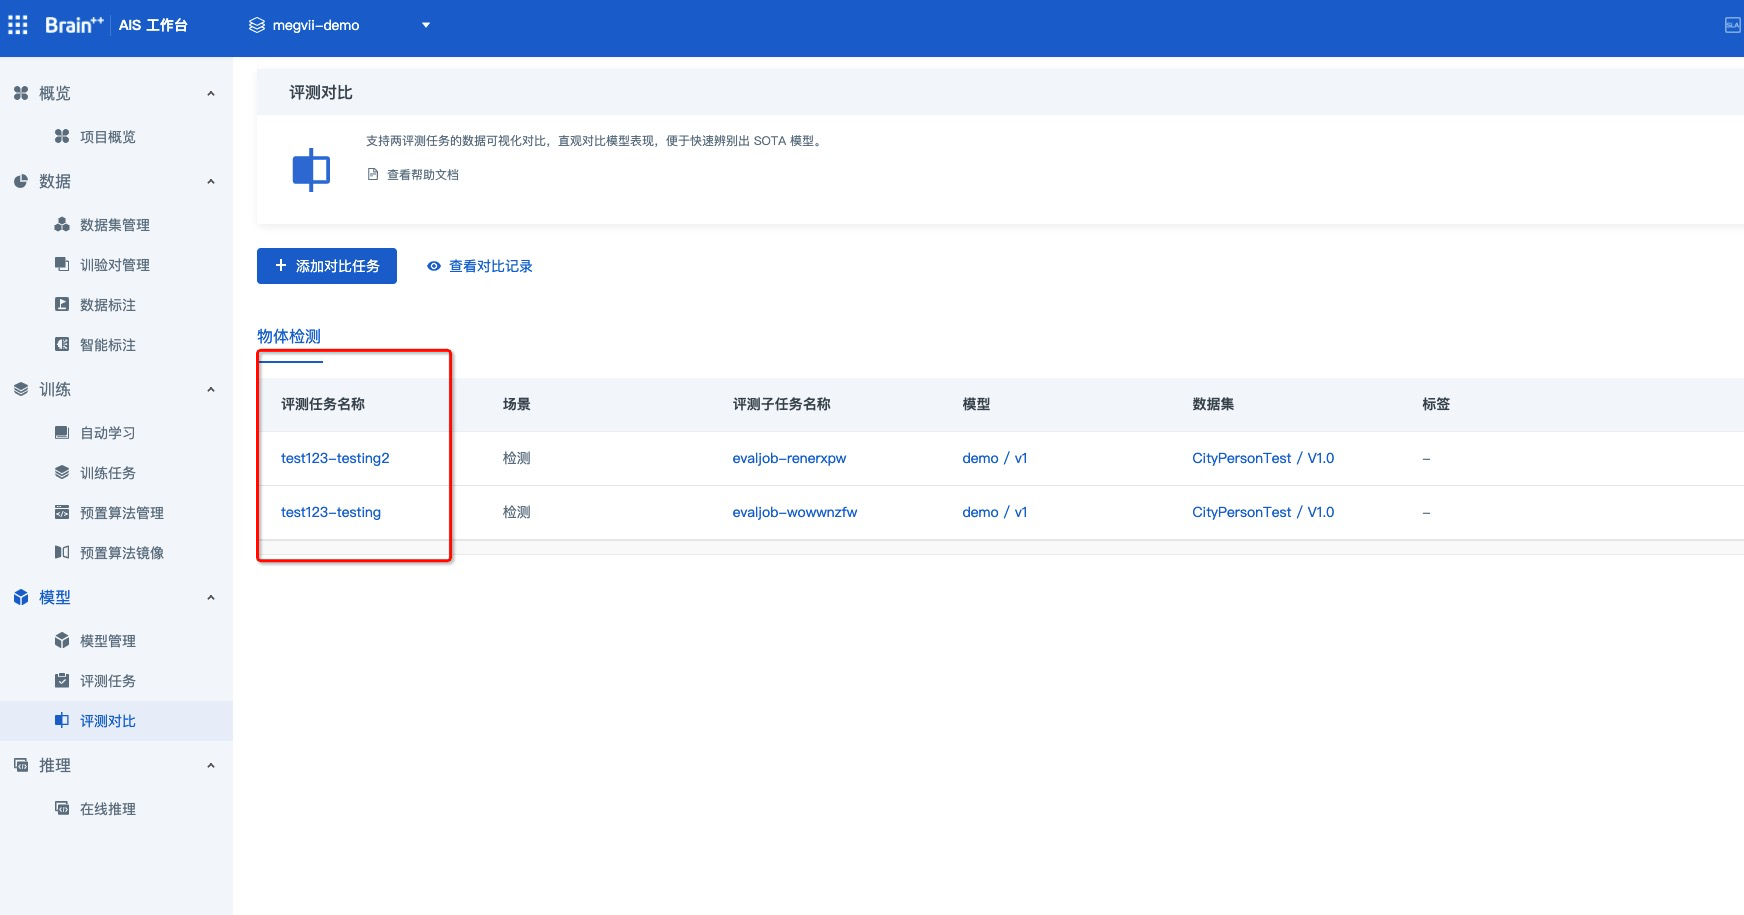 Brain++ AIS 工作台 megvii-demo SLA
概览
项目概览
数据
数据集管理
训验对管理
数据标注
智能标注
训练
自动学习
训练任务
预置算法管理
预置算法镜像
模型
模型管理
评测任务
评测对比
推理
在线推理
评测对比
支持两评测任务的数据可视化对比，直观对比模型表现，便于快速辨别出 SOTA 模型。
查看帮助文档
+ 添加对比任务 查看对比记录
物体检测
评测任务名称 场景 评测子任务名称 模型 数据集 标签
test123-testing2 检测 evaljob-renerxpw demo / v1 CityPersonTest / V1.0 -
test123-testing 检测 evaljob-wowwnzfw demo / v1 CityPersonTest / V1.0 -